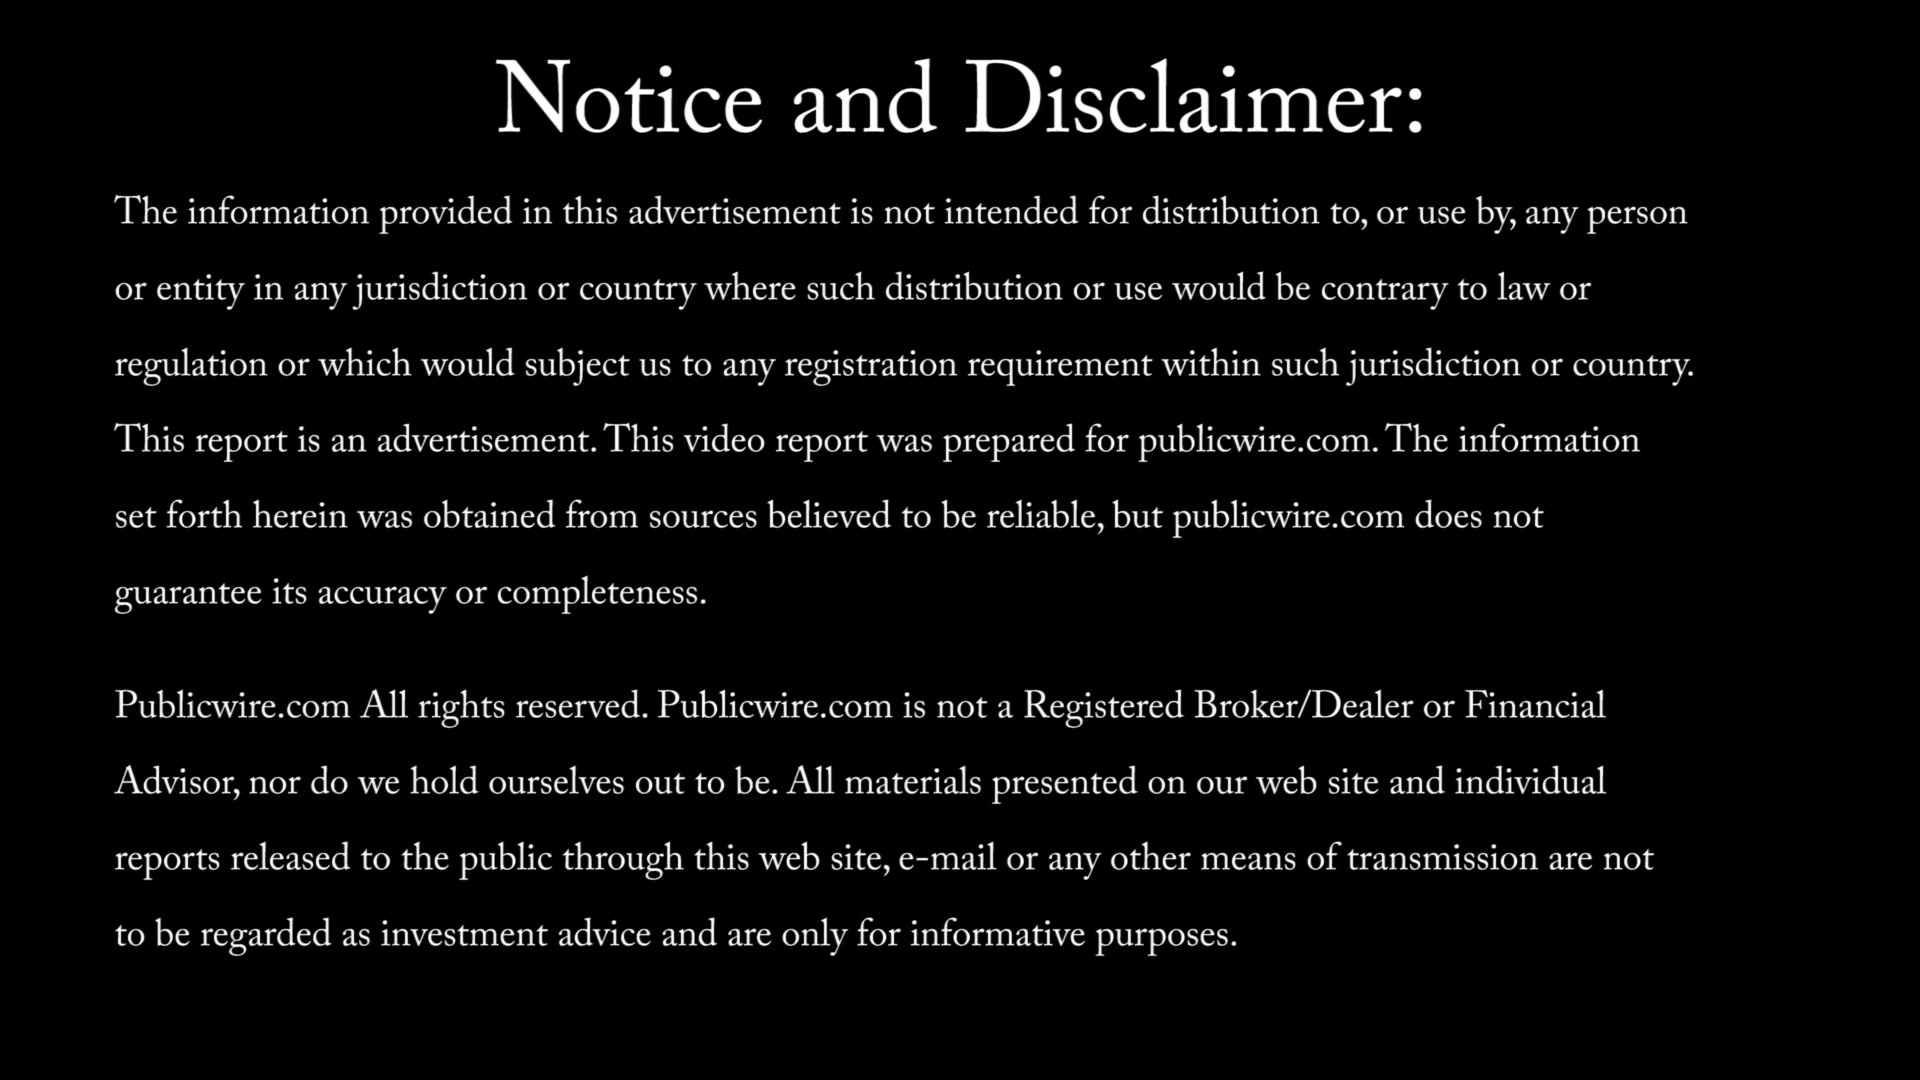 Notice and Disclaimer:
The information provided in this advertisement is not intended for distribution to, or use by, any person
or entity in any jurisdiction or country where such distribution or use would be contrary to law or
regulation or which would subject us to any registration requirement within such jurisdiction or country.
This report is an advertisement. This video report was prepared for publicwire.com. The information
set forth herein was obtained from sources believed to be reliable, but publicwire.com does not
guarantee its accuracy or completeness.
Publicwire.com All rights reserved. Publicwire.com is not a Registered Broker/Dealer or Financial
Advisor, nor do we hold ourselves out to be. All materials presented on our web site and individual
reports released to the public through this web site, e-mail or any other means of transmission are not
to be regarded as investment advice and are only for informative purposes.